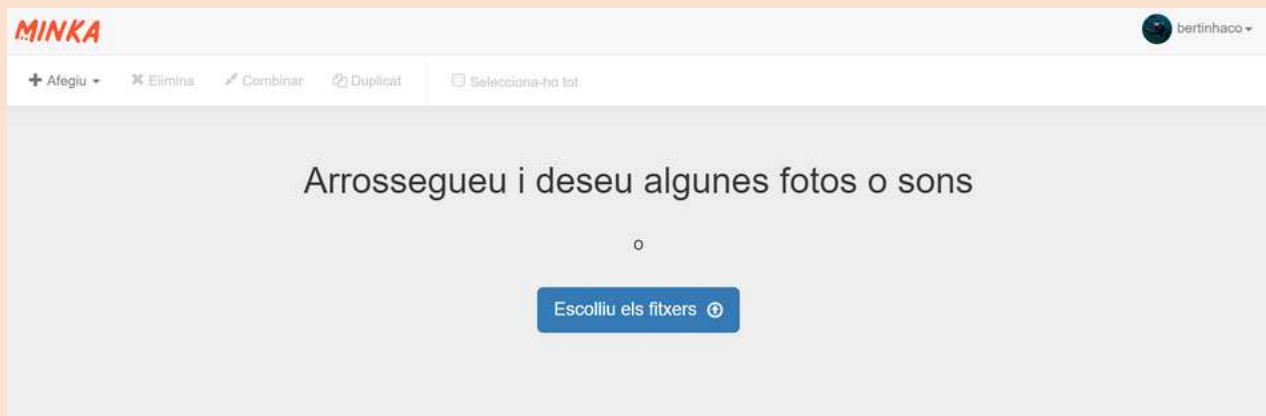 MINKA
bertinhaco
Afegiu
Elimina
Combinar
Duplicat
Selecciona-ho tot
Arrossegueu i deseu algunes fotos o sons
o
Escolliu els fitxers